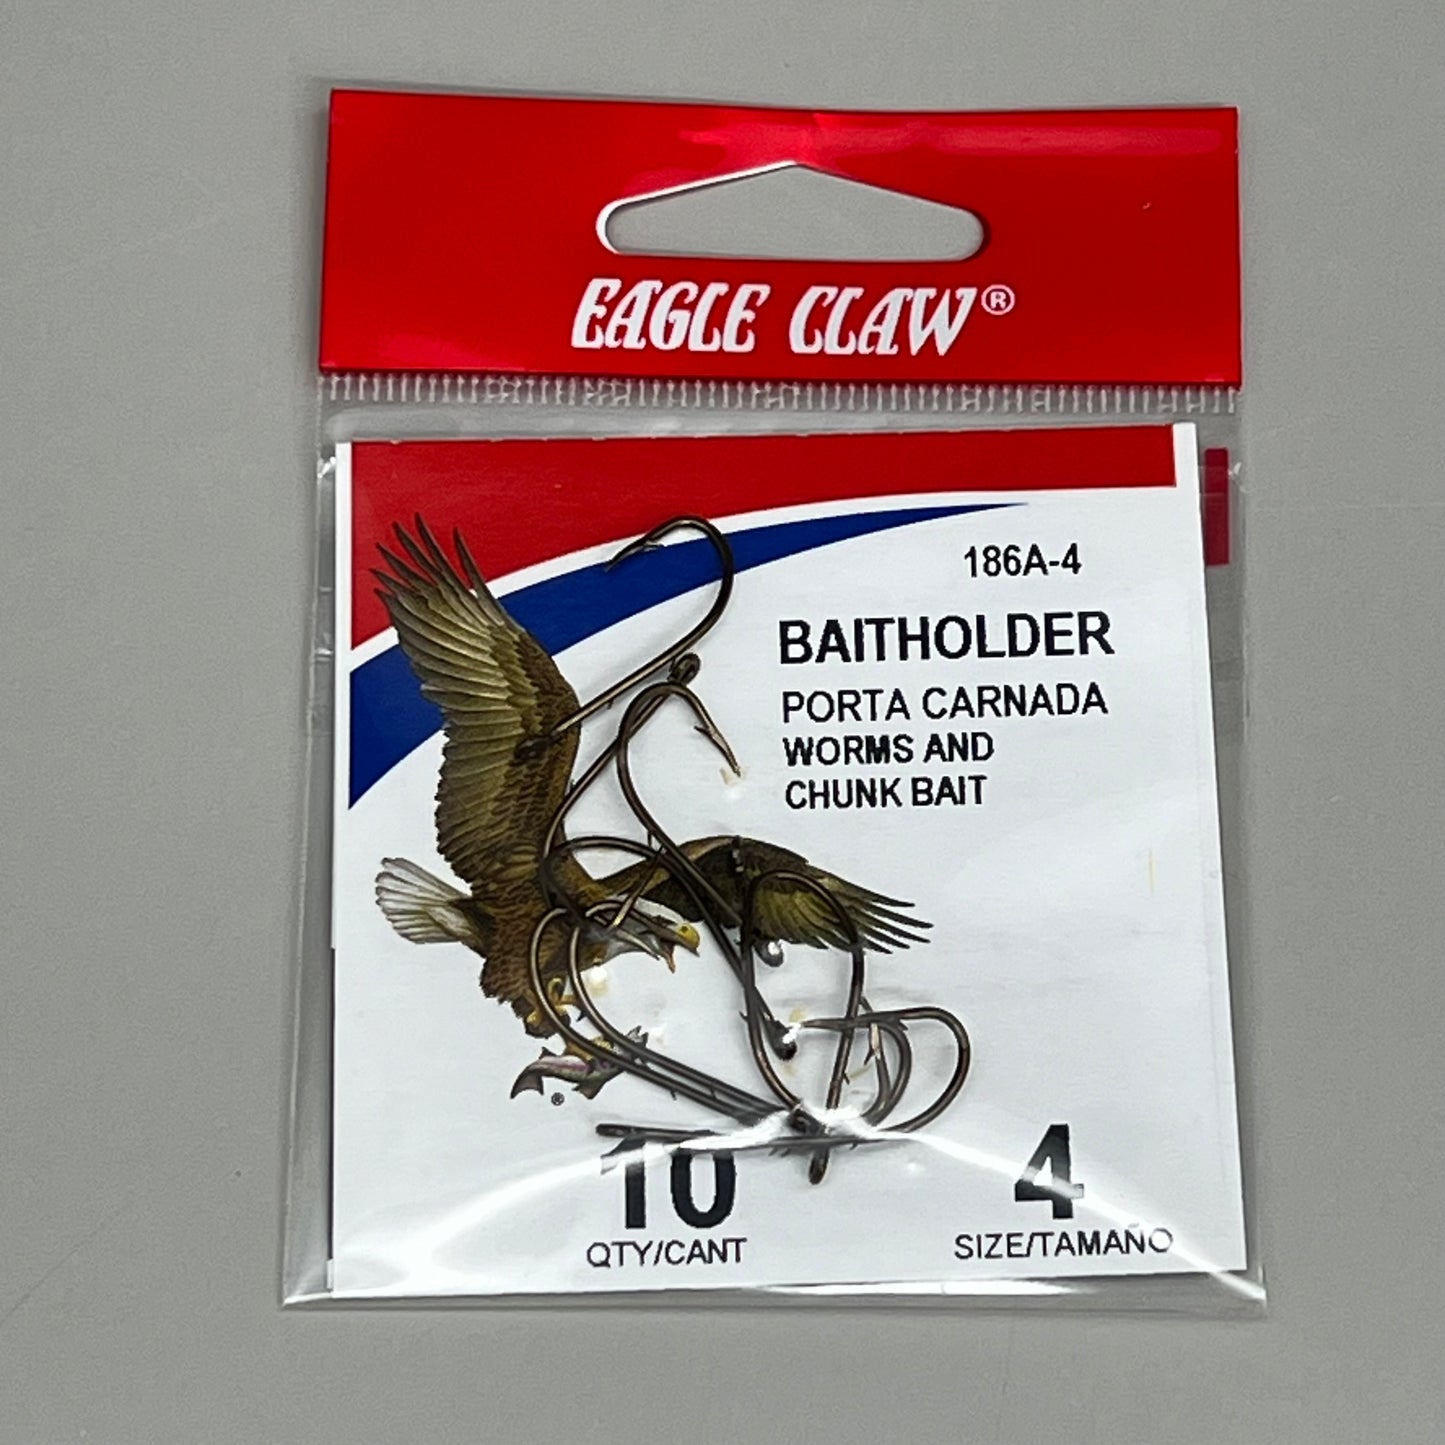 EAGLE CLAW®
186A-4
BAITHOLDER
PORTA CARNADA
WORMS AND
CHUNK BAIT
®
10
QTY/CANT
4
SIZE/TAMAÑO